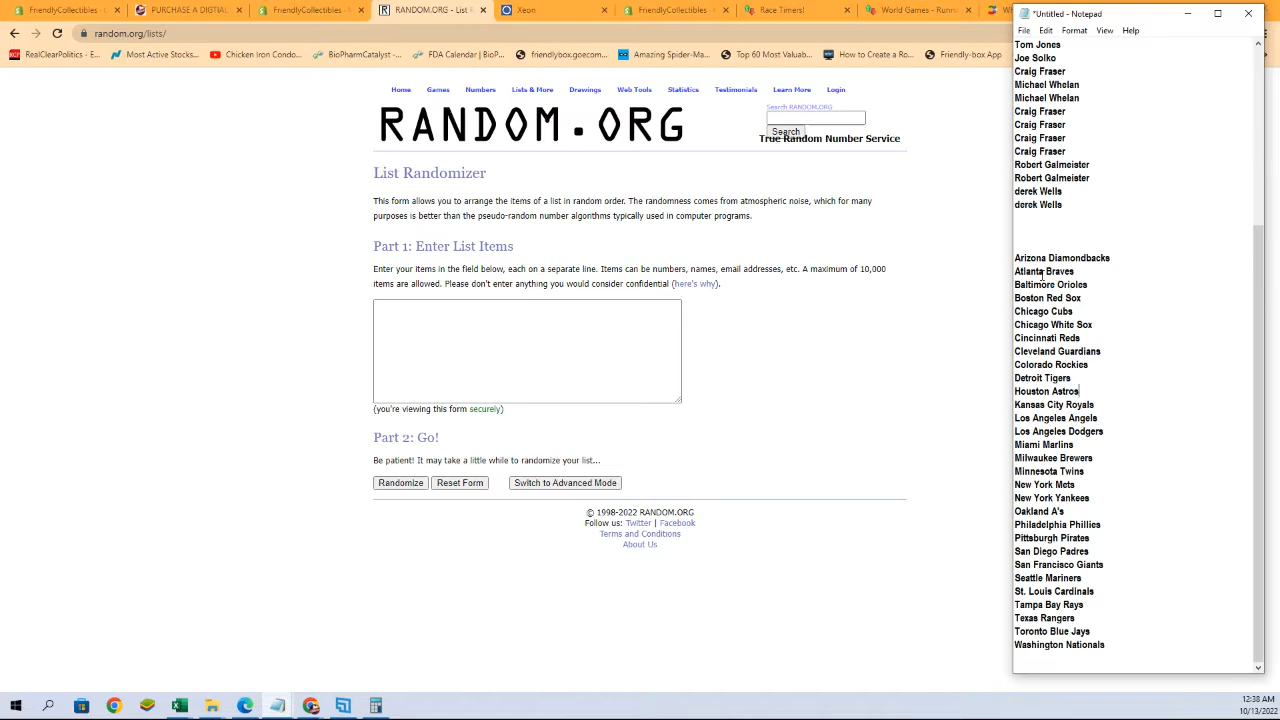 FriendlyCollectibles -
PURCHASE A DIGTIAL
FriendlyCollectibles -
RANDOM.ORG - List R
Xeon
FriendlyCollectibles -
Race Timers!
World Games - Runn
*Untitled - Notepad
random.org/lists/
File Edit Format View Help
RealClearPolitics - E...
Most Active Stocks...
Chicken Iron Condo...
BioPharmCatalyst -...
FDA Calendar | BioP...
friendlybox.goecom...
Amazing Spider-Ma...
Top 60 Most Valuab...
How to Create a Ro...
Friendly-box App
Home Games Numbers Lists & More Drawings Web Tools Statistics Testimonials Learn More Login
RANDOM.ORG
Search RANDOM.ORG
Search
True Random Number Service
List Randomizer
This form allows you to arrange the items of a list in random order. The randomness comes from atmospheric noise, which for many
purposes is better than the pseudo-random number algorithms typically used in computer programs.
Part 1: Enter List Items
Enter your items in the field below, each on a separate line. Items can be numbers, names, email addresses, etc. A maximum of 10,000
items are allowed. Please don't enter anything you would consider confidential (here's why).
(you're viewing this form securely)
Part 2: Go!
Be patient! It may take a little while to randomize your list...
Randomize Reset Form Switch to Advanced Mode
© 1998-2022 RANDOM.ORG
Follow us: Twitter | Facebook
Terms and Conditions
About Us
Tom Jones
Joe Solko
Craig Fraser
Michael Whelan
Michael Whelan
Craig Fraser
Craig Fraser
Craig Fraser
Craig Fraser
Robert Galmeister
Robert Galmeister
derek Wells
derek Wells
Arizona Diamondbacks
Atlanta Braves
Baltimore Orioles
Boston Red Sox
Chicago Cubs
Chicago White Sox
Cincinnati Reds
Cleveland Guardians
Colorado Rockies
Detroit Tigers
Houston Astros
Kansas City Royals
Los Angeles Angels
Los Angeles Dodgers
Miami Marlins
Milwaukee Brewers
Minnesota Twins
New York Mets
New York Yankees
Oakland A's
Philadelphia Phillies
Pittsburgh Pirates
San Diego Padres
San Francisco Giants
Seattle Mariners
St. Louis Cardinals
Tampa Bay Rays
Texas Rangers
Toronto Blue Jays
Washington Nationals
12:38 AM
10/13/2022